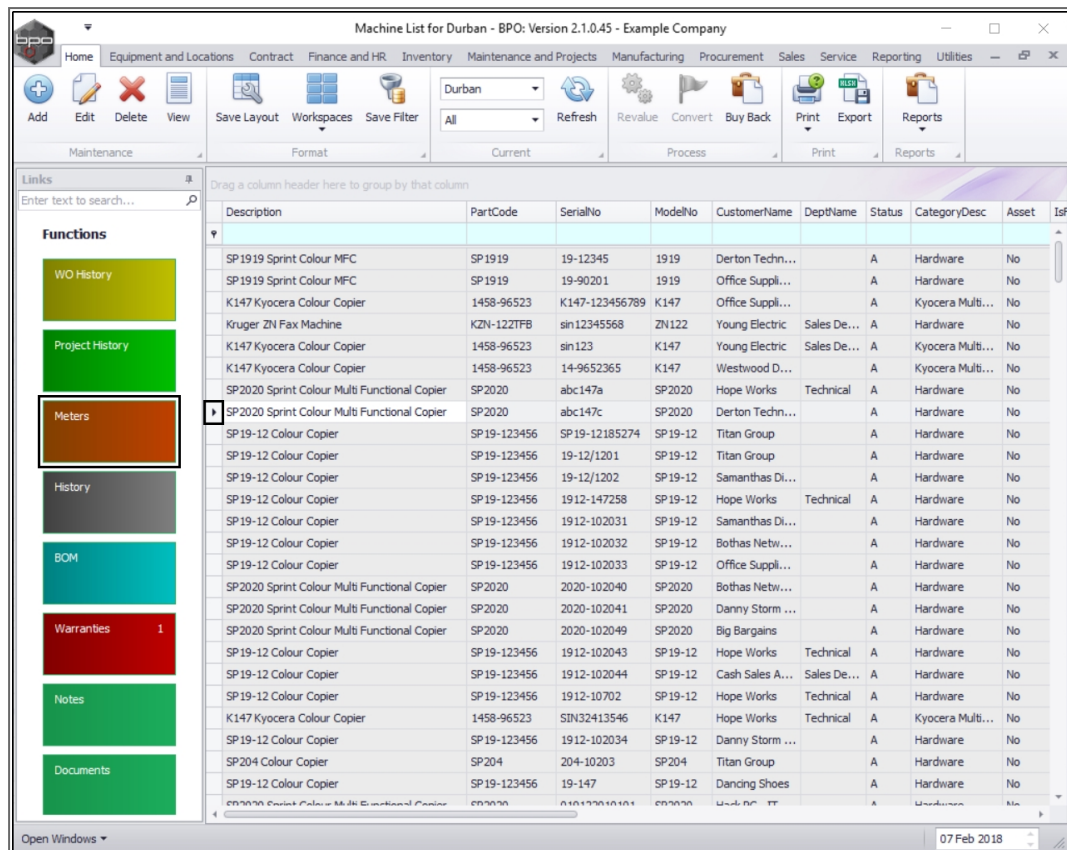 Machine List for Durban - BPO: Version 2.1.0.45 - Example Company
bpo
Home Equipment and Locations Contract Finance and HR Inventory Maintenance and Projects Manufacturing Procurement Sales Service Reporting Utilities
Add Edit Delete View Save Layout Workspaces Save Filter Durban All Refresh Revalue Convert Buy Back Print Export Reports
Maintenance Format Current Process Print Reports
Links
Enter text to search...
Functions
WO History
Project History
Meters
History
BOM
Warranties 1
Notes
Documents
Drag a column header here to group by that column
Description PartCode SerialNo ModelNo CustomerName DeptName Status CategoryDesc Asset
SP1919 Sprint Colour MFC SP1919 19-12345 1919 Derton Techn... A Hardware No
SP1919 Sprint Colour MFC SP1919 19-90201 1919 Office Suppli... A Hardware No
K147 Kyocera Colour Copier 1458-96523 K147-123456789 K147 Office Suppli... A Kyocera Multi... No
Kruger ZN Fax Machine KZN-122TFB sin12345568 ZN122 Young Electric Sales De... A Hardware No
K147 Kyocera Colour Copier 1458-96523 sin123 K147 Young Electric Sales De... A Kyocera Multi... No
K147 Kyocera Colour Copier 1458-96523 14-9652365 K147 Westwood D... A Kyocera Multi... No
SP2020 Sprint Colour Multi Functional Copier SP2020 abc147a SP2020 Hope Works Technical A Hardware No
SP2020 Sprint Colour Multi Functional Copier SP2020 abc147c SP2020 Derton Techn... A Hardware No
SP19-12 Colour Copier SP19-123456 SP19-12185274 SP19-12 Titan Group A Hardware No
SP19-12 Colour Copier SP19-123456 19-12/1201 SP19-12 Titan Group A Hardware No
SP19-12 Colour Copier SP19-123456 19-12/1202 SP19-12 Samanthas Di... A Hardware No
SP19-12 Colour Copier SP19-123456 1912-147258 SP19-12 Hope Works Technical A Hardware No
SP19-12 Colour Copier SP19-123456 1912-102031 SP19-12 Samanthas Di... A Hardware No
SP19-12 Colour Copier SP19-123456 1912-102032 SP19-12 Bothas Netw... A Hardware No
SP19-12 Colour Copier SP19-123456 1912-102033 SP19-12 Office Suppli... A Hardware No
SP2020 Sprint Colour Multi Functional Copier SP2020 2020-102040 SP2020 Bothas Netw... A Hardware No
SP2020 Sprint Colour Multi Functional Copier SP2020 2020-102041 SP2020 Danny Storm ... A Hardware No
SP2020 Sprint Colour Multi Functional Copier SP2020 2020-102049 SP2020 Big Bargains A Hardware No
SP19-12 Colour Copier SP19-123456 1912-102043 SP19-12 Hope Works Technical A Hardware No
SP19-12 Colour Copier SP19-123456 1912-102044 SP19-12 Cash Sales A... Sales De... A Hardware No
SP19-12 Colour Copier SP19-123456 1912-10702 SP19-12 Hope Works Technical A Hardware No
K147 Kyocera Colour Copier 1458-96523 SIN32413546 K147 Hope Works Technical A Kyocera Multi... No
SP19-12 Colour Copier SP19-123456 1912-102034 SP19-12 Danny Storm ... A Hardware No
SP204 Colour Copier SP204 204-10203 SP204 Titan Group A Hardware No
SP19-12 Colour Copier SP19-123456 19-147 SP19-12 Dancing Shoes A Hardware No
Open Windows 07 Feb 2018